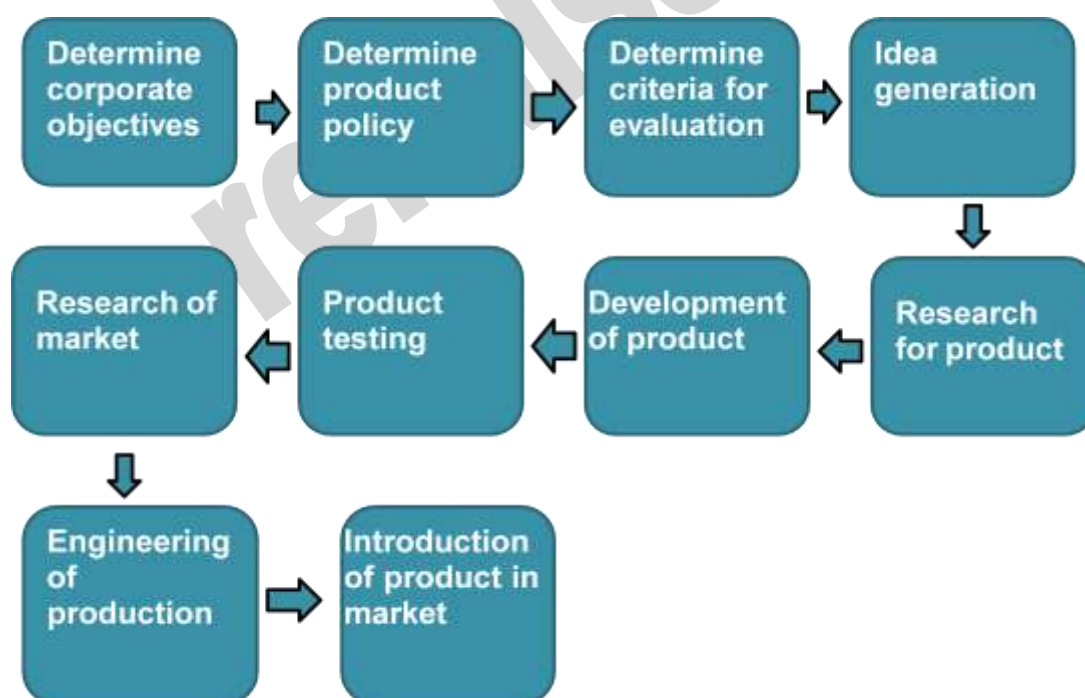 Determine
corporate
objectives
Determine
product
policy
Determine
criteria for
evaluation
Idea
generation
Research
for product
Development
of product
Product
testing
Research of
market
Engineering
of
production
Introduction
of product in
market